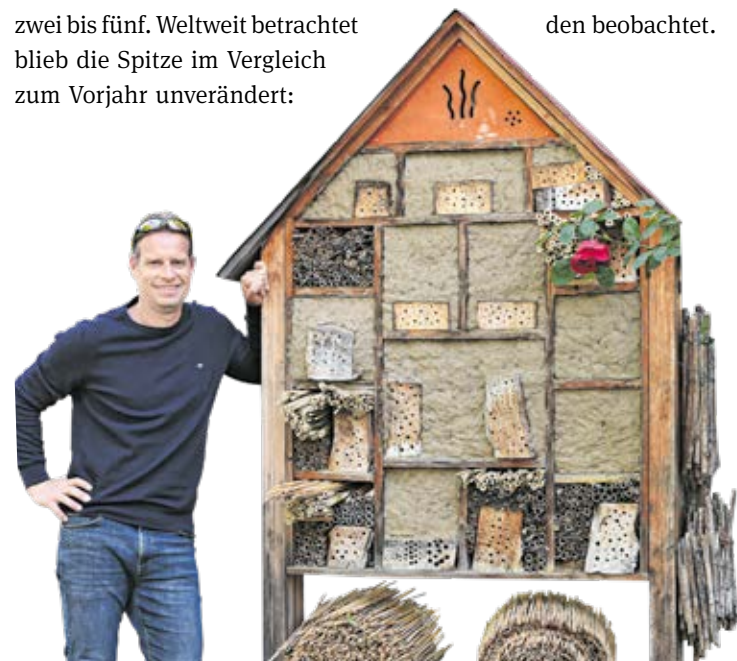 zwei bis fünf. Weltweit betrachtet
blieb die Spitze im Vergleich
zum Vorjahr unverändert:
den beobachtet.